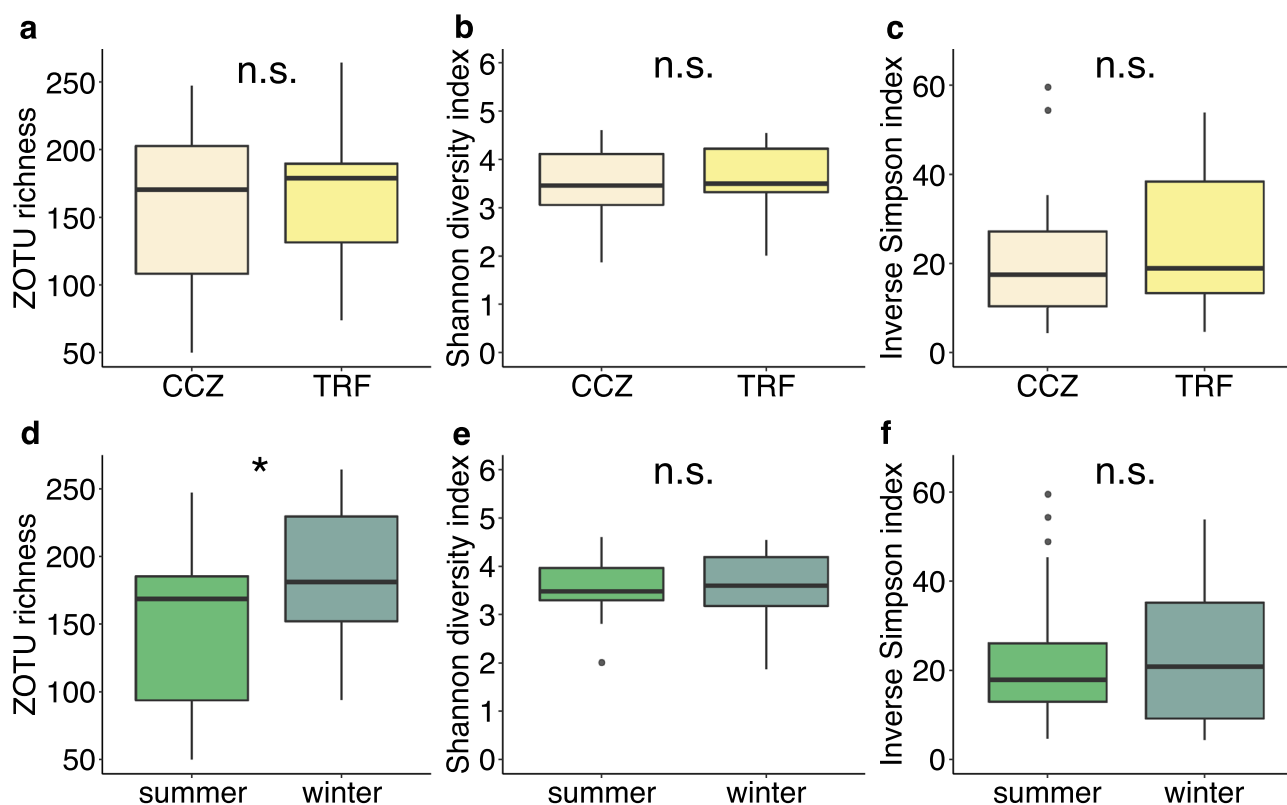 a
n.s.
ZOTU richness
250
200
150
100
50
CCZ
TRF
b
n.s.
Shannon diversity index
6
5
4
3
2
1
0
CCZ
TRF
c
n.s.
Inverse Simpson index
60
40
20
0
CCZ
TRF
d
*
ZOTU richness
250
200
150
100
50
summer
winter
e
n.s.
Shannon diversity index
6
5
4
3
2
1
0
summer
winter
f
n.s.
Inverse Simpson index
60
40
20
0
summer
winter